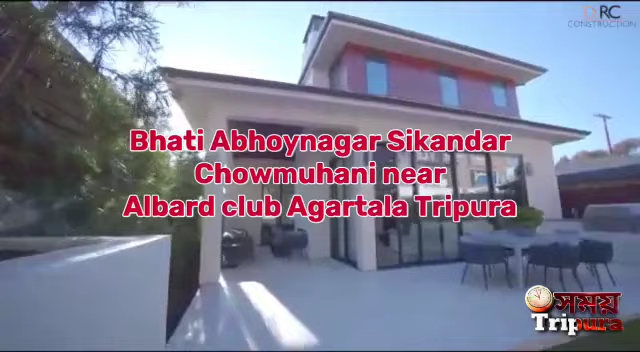 RC
CONSTRUCTION
Bhati Abhoynagar Sikandar
Chowmuhani near
Albard club Agartala Tripura
সময়
Tripura